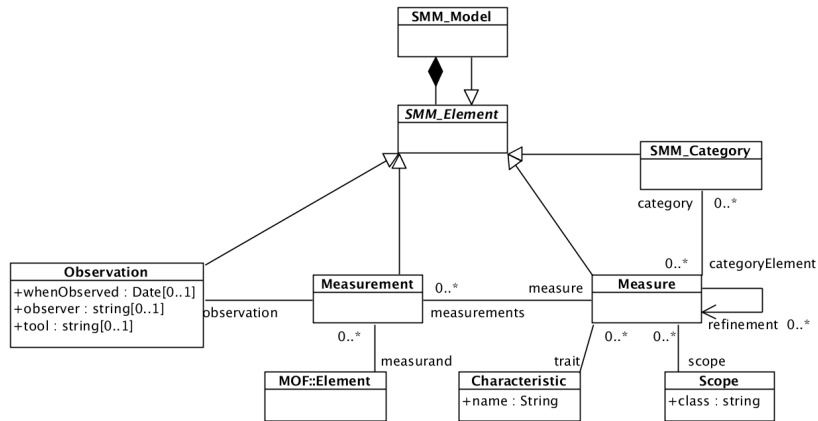 SMM_Model
SMM_Element
SMM_Category
category 0..*
Observation
+whenObserved : Date[0..1]
+observer : string[0..1]
+tool : string[0..1]
observation
Measurement
0..*
measurements
measure
0..*
categoryElement
Measure
refinement 0..*
0..*
measurand
0..*
trait
0..*
scope
MOF::Element
Characteristic
+name : String
Scope
+class : string